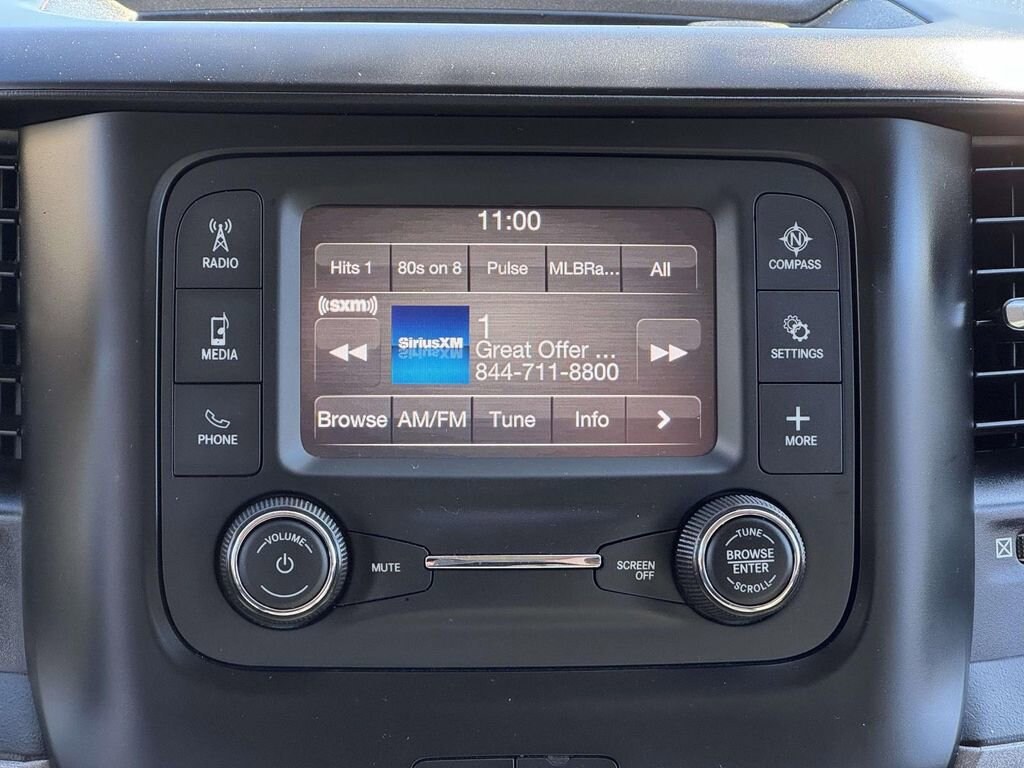 11:00
RADIO
Hits 1 80s on 8 Pulse MLBRa... All
COMPASS
((sxm))
1
SiriusXM
MEDIA
Great Offer ...
SETTINGS
844-711-8800
PHONE
Browse AM/FM Tune Info >
MORE
VOLUME
MUTE
SCREEN
OFF
TUNE
BROWSE
ENTER
SCROLL